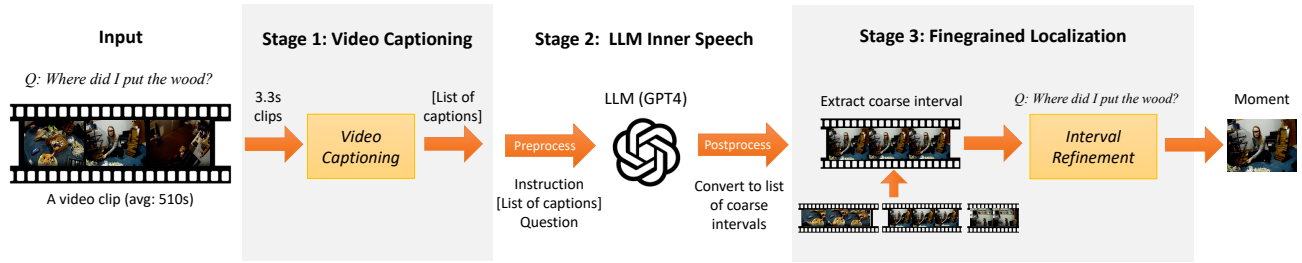 Input
Q: Where did I put the wood?
A video clip (avg: 510s)
Stage 1: Video Captioning
3.3s
clips
Video
Captioning
[List of
captions]
Stage 2: LLM Inner Speech
Preprocess
Instruction
[List of captions]
Question
LLM (GPT4)
Postprocess
Convert to list
of coarse
intervals
Stage 3: Finegrained Localization
Extract coarse interval
Q: Where did I put the wood?
Interval
Refinement
Moment